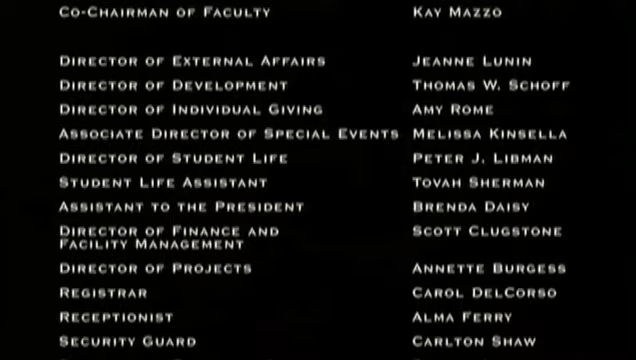 Co-Chairman of Faculty Kay Mazzo
Director of External Affairs Jeanne Lunin
Director of Development Thomas W. Schoff
Director of Individual Giving Amy Rome
Associate Director of Special Events Melissa Kinsella
Director of Student Life Peter J. Libman
Student Life Assistant Tovah Sherman
Assistant to the President Brenda Daisy
Director of Finance and Scott Clugstone
Facility Management
Director of Projects Annette Burgess
Registrar Carol DelCorso
Receptionist Alma Ferry
Security Guard Carlton Shaw